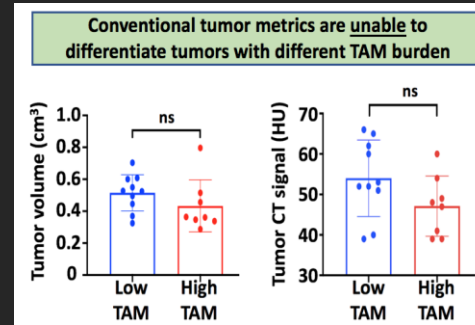 Conventional tumor metrics are unable to
differentiate tumors with different TAM burden
Tumor volume (cm³)
1.0
0.8
0.6
0.4
0.2
0
ns
Low
TAM
High
TAM
Tumor CT signal (HU)
70
60
50
40
30
ns
Low
TAM
High
TAM